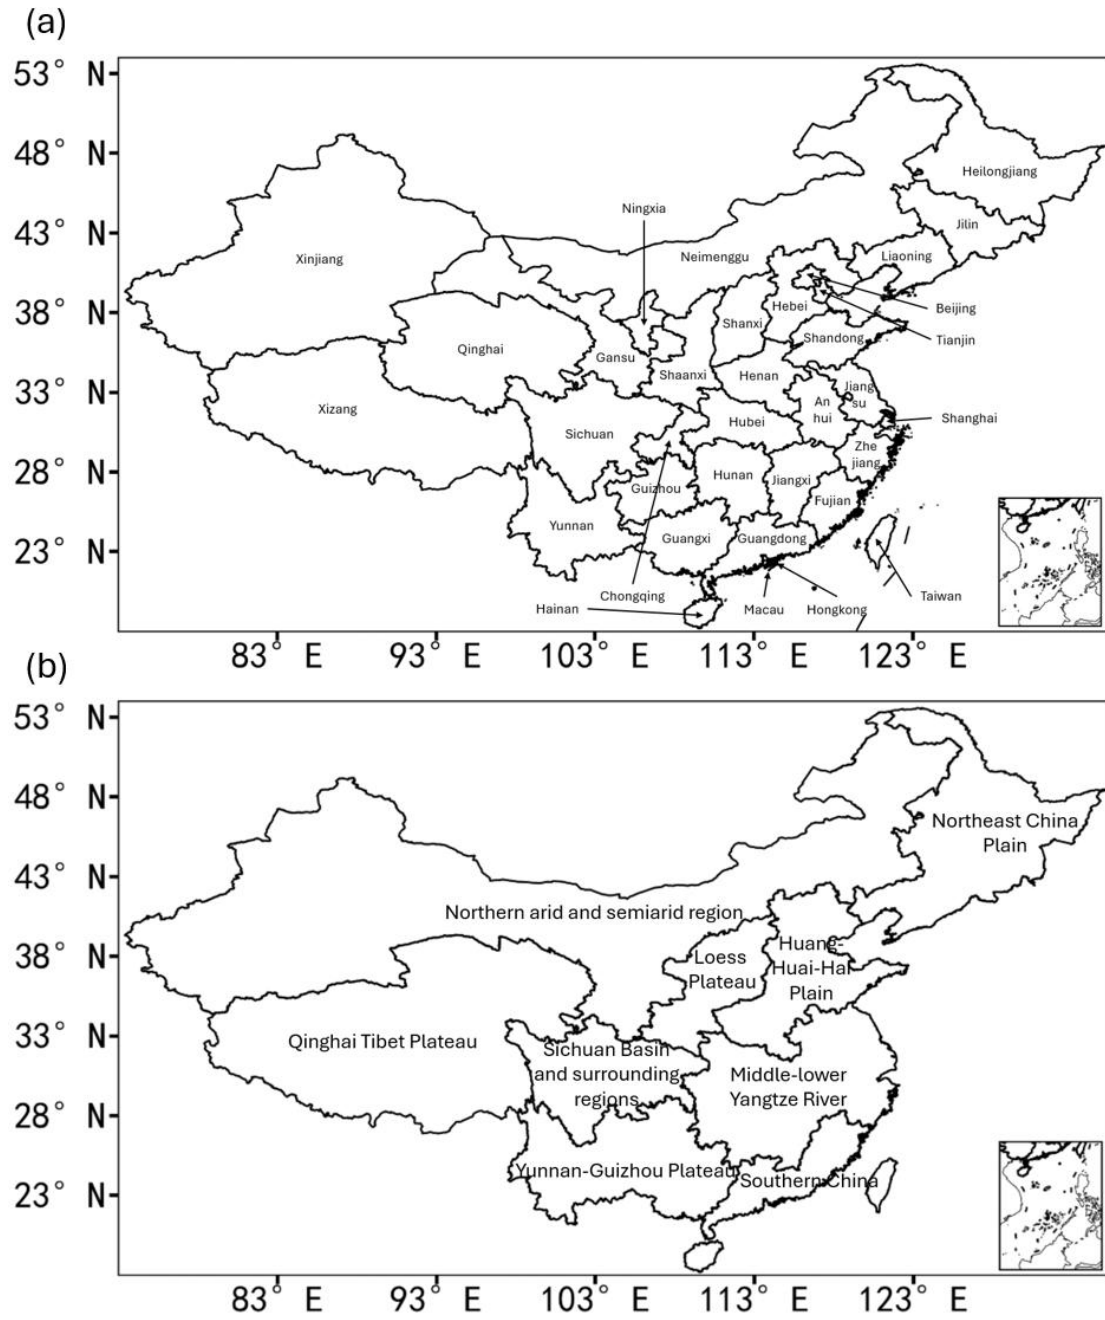 (a)
53° N
48° N
43° N
38° N
33° N
28° N
23° N
Heilongjiang
Jilin
Ningxia
Xinjiang
Neimenggu
Liaoning
Hebei
Beijing
Shanxi
Shandong
Tianjin
Qinghai
Gansu
Shaanxi
Henan
Jiang
su
An
hui
Xizang
Shanghai
Sichuan
Hubei
Zhe
jiang
Hunan
Jiangxi
Guizhou
Fujian
Yunnan
Guangxi
Guangdong
Chongqing
Hainan
Macau
Hongkong
Taiwan
83° E
93° E
103° E
113° E
123° E
(b)
53° N
48° N
43° N
38° N
33° N
28° N
23° N
Northeast China
Plain
Northern arid and semiarid region
Loess
Plateau
Huang-
Huai-Hai
Plain
Qinghai Tibet Plateau
Sichuan Basin
and surrounding
regions
Middle-lower
Yangtze River
Yunnan-Guizhou Plateau
Southern China
83° E
93° E
103° E
113° E
123° E